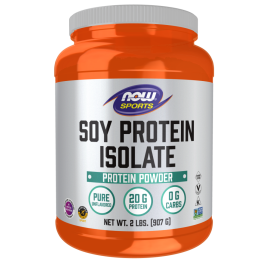 NOW
SPORTS
SOY PROTEIN
ISOLATE
PROTEIN POWDER
PURE
UNFLAVORED
20 G
PROTEIN
0 G
CARBS
NET WT. 2 LBS. (907 G)